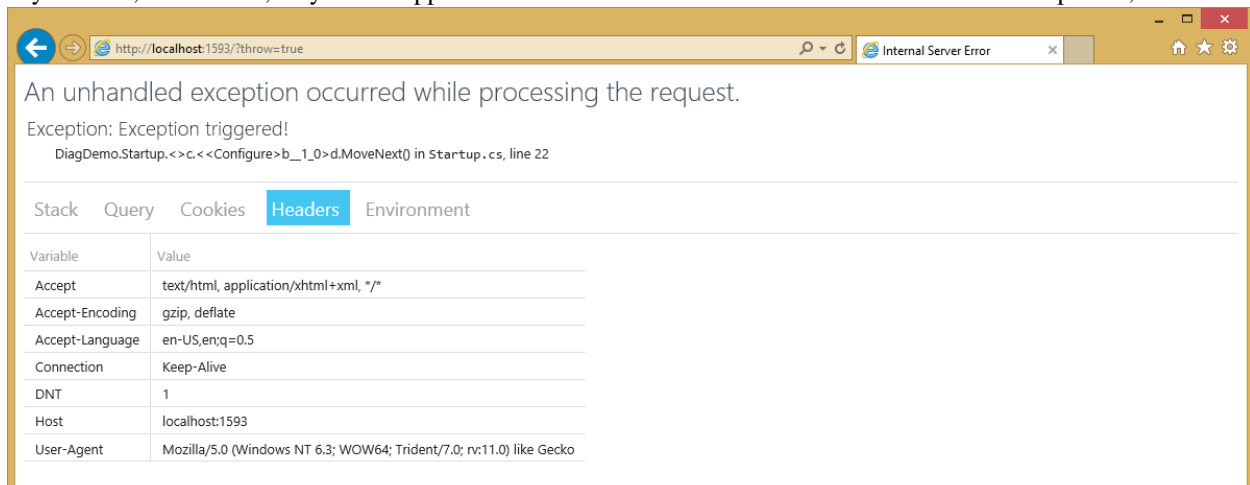 http://localhost:1593/?throw=true
Internal Server Error
An unhandled exception occurred while processing the request.
Exception: Exception triggered!
DiagDemo.Startup.<>c.<<Configure>b__1_0>d.MoveNext() in Startup.cs, line 22
Stack Query Cookies Headers Environment
Variable Value
Accept text/html, application/xhtml+xml, */*
Accept-Encoding gzip, deflate
Accept-Language en-US,en;q=0.5
Connection Keep-Alive
DNT 1
Host localhost:1593
User-Agent Mozilla/5.0 (Windows NT 6.3; WOW64; Trident/7.0; rv:11.0) like Gecko